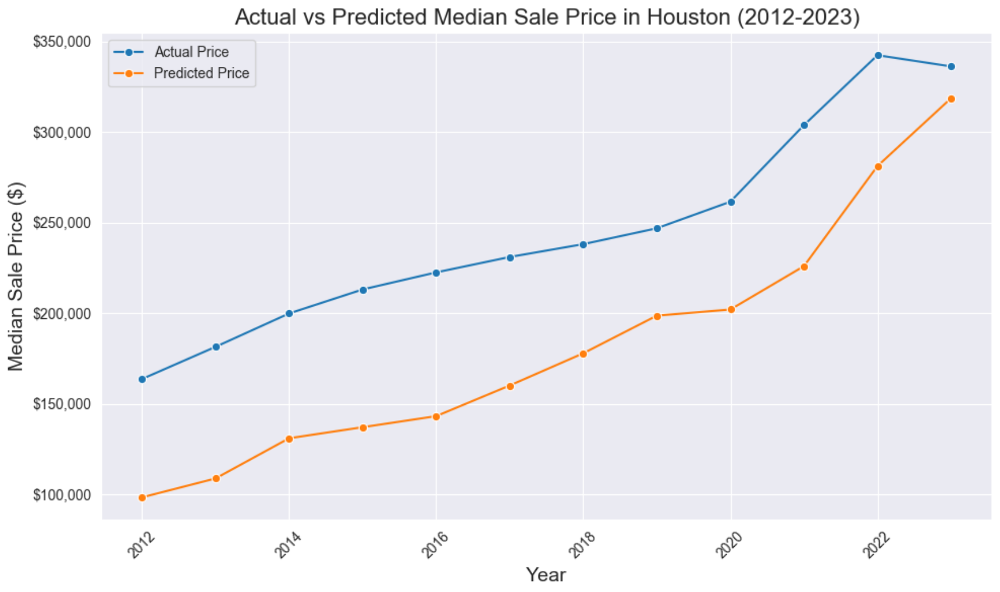 Actual vs Predicted Median Sale Price in Houston (2012-2023)
Actual Price
Predicted Price
Median Sale Price ($)
$350,000
$300,000
$250,000
$200,000
$150,000
$100,000
2012
2014
2016
2018
2020
2022
Year